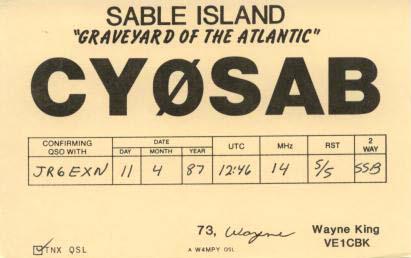 SABLE ISLAND
"GRAVEYARD OF THE ATLANTIC"
CYØSAB
CONFIRMING QSO WITH DATE DAY MONTH YEAR UTC MHz RST 2 WAY
JR6EXN 11 4 87 12:46 14 5/5 SSB
73, Wayne Wayne King
VE1CBK
TNX QSL A W4MPY QSL